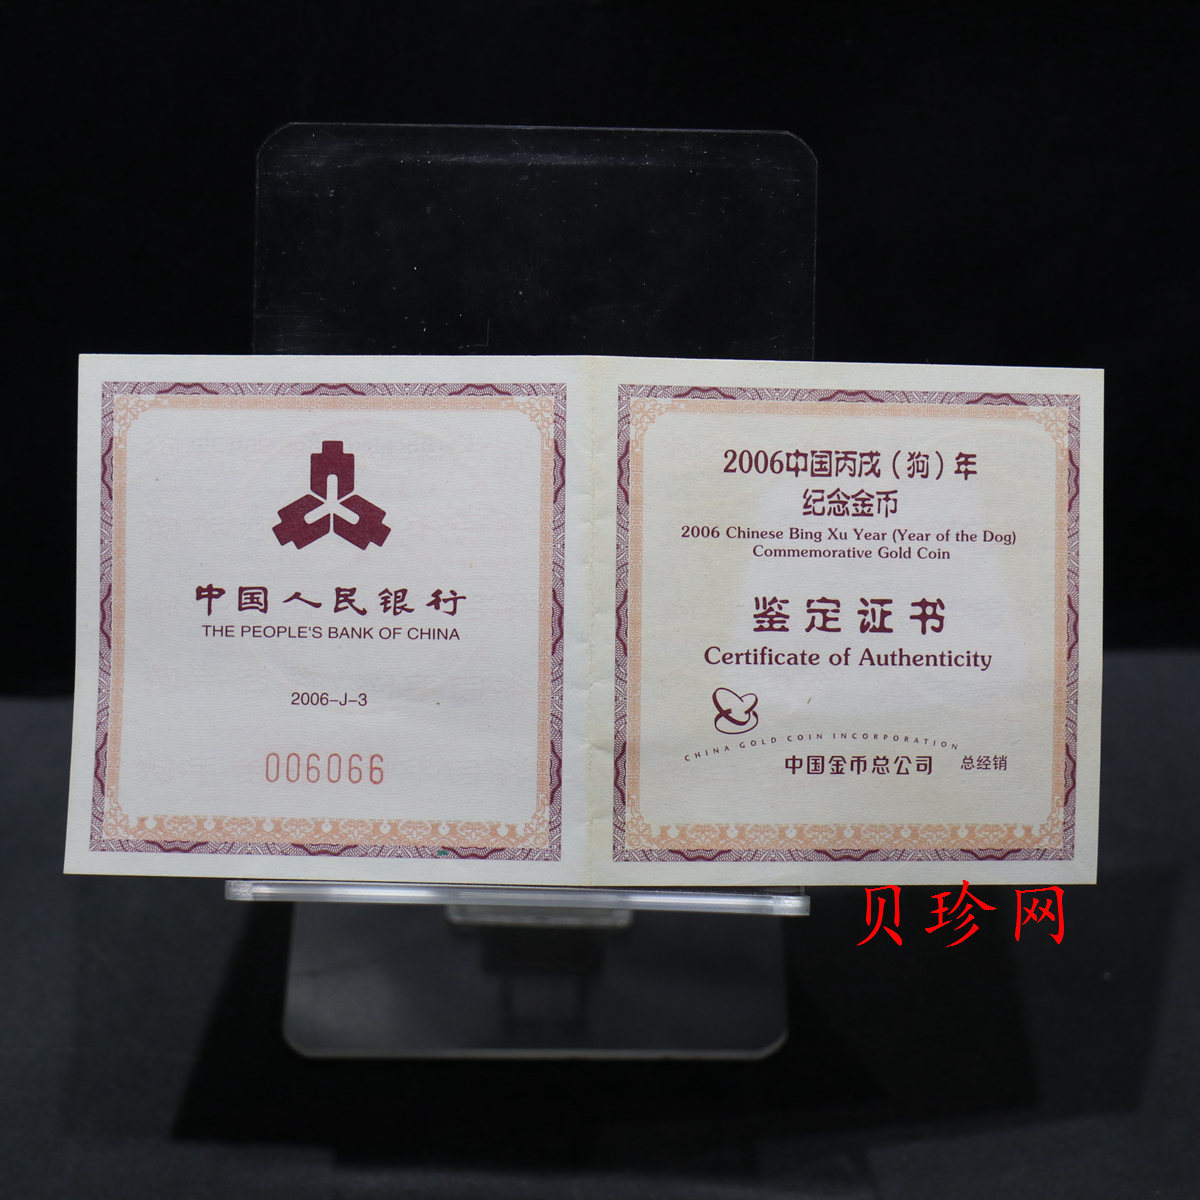 中国人民银行
THE PEOPLE'S BANK OF CHINA
2006-J-3
006066
2006中国丙戌（狗）年
纪念金币
2006 Chinese Bing Xu Year (Year of the Dog)
Commemorative Gold Coin
鉴定证书
Certificate of Authenticity
CHINA GOLD COIN INCORPORATION
中国金币总公司 总经销
贝珍网